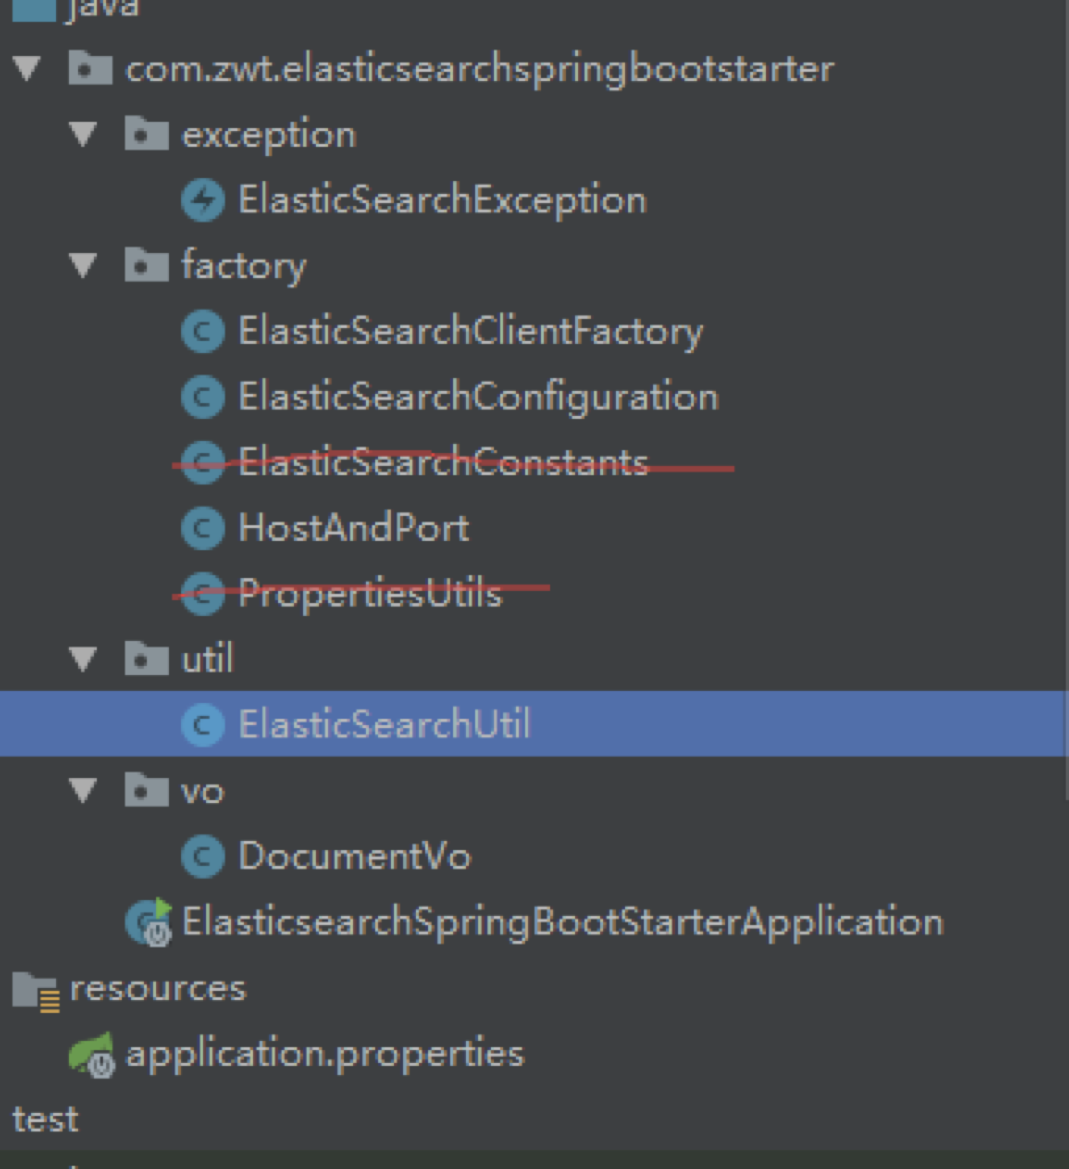 java
com.zwt.elasticsearchspringbootstarter
exception
ElasticSearchException
factory
ElasticSearchClientFactory
ElasticSearchConfiguration
ElasticSearchConstants
HostAndPort
PropertiesUtils
util
ElasticSearchUtil
vo
DocumentVo
ElasticsearchSpringBootStarterApplication
resources
application.properties
test